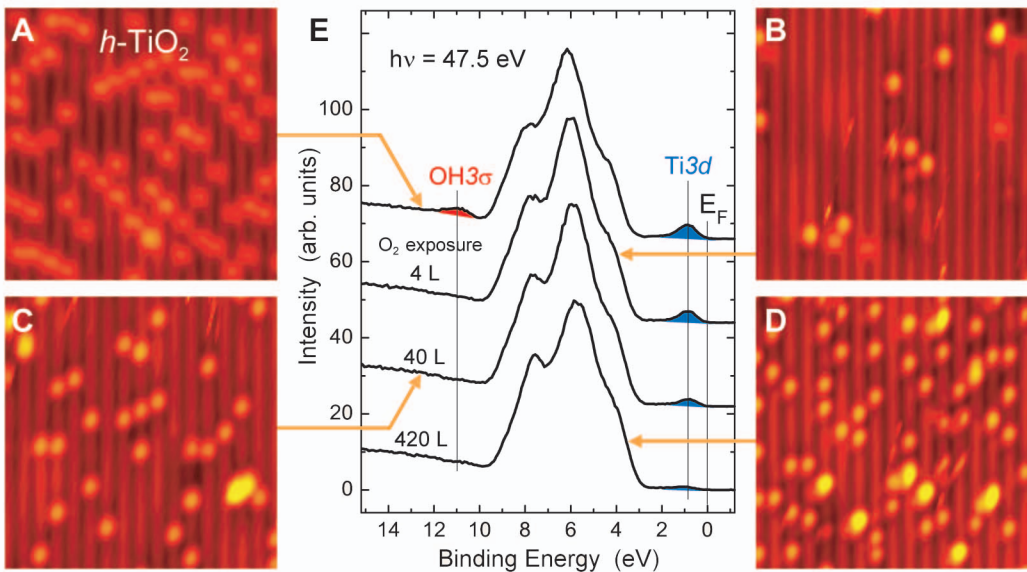 A
h-TiO2
E
B
hν = 47.5 eV
OH3σ
Ti3d
EF
O2 exposure
4 L
40 L
420 L
C
D
100
80
60
40
20
0
Intensity (arb. units)
14 12 10 8 6 4 2 0
Binding Energy (eV)